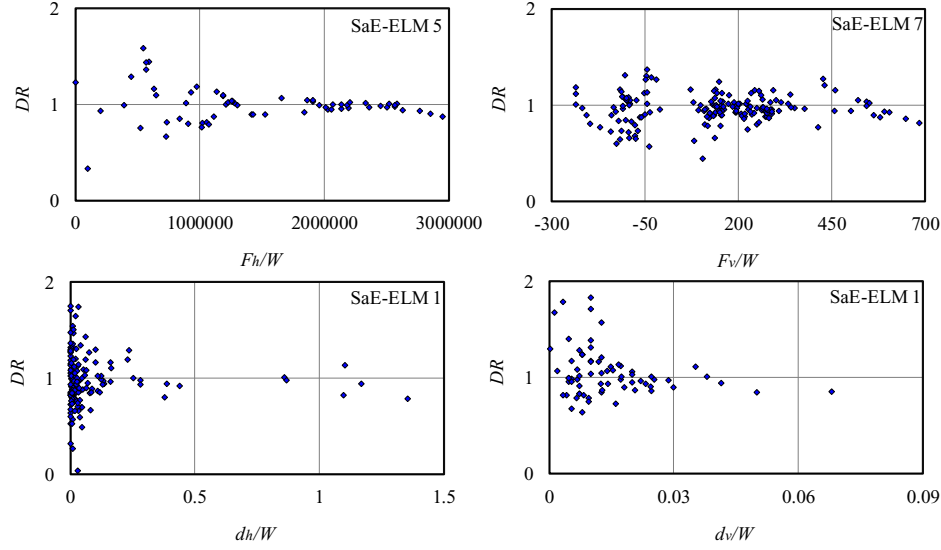 2
SaE-ELM 5
DR
1
0
0 1000000 2000000 3000000
Fh/W
2
SaE-ELM 7
DR
1
0
-300 -50 200 450 700
Fv/W
2
SaE-ELM 1
DR
1
0
0 0.5 1 1.5
dh/W
2
SaE-ELM 1
DR
1
0
0 0.03 0.06 0.09
dv/W